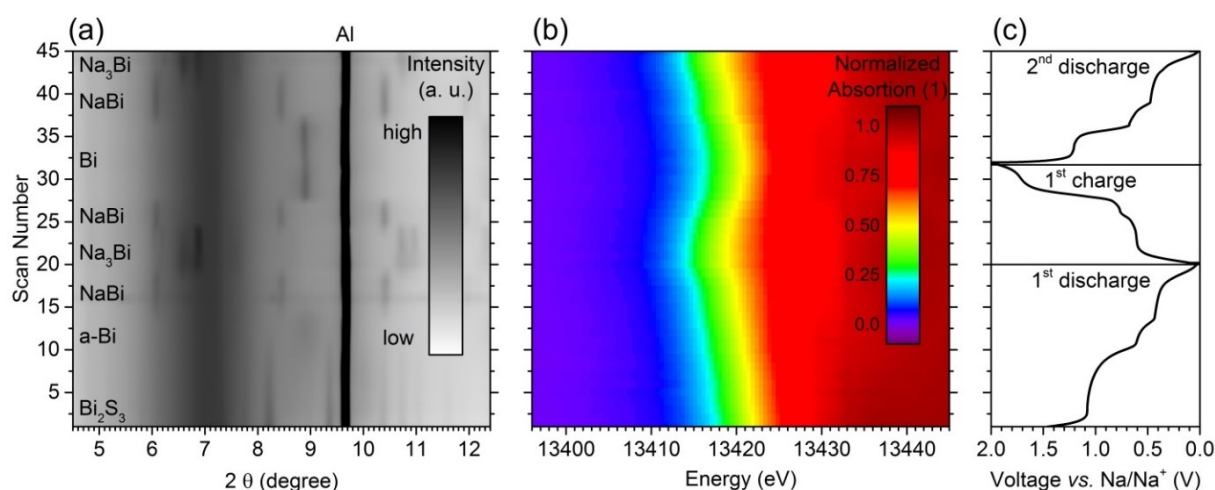 (a)
Al
45
40
35
30
25
20
15
10
5
Scan Number
Na₃Bi
NaBi
Bi
NaBi
Na₃Bi
NaBi
a-Bi
Bi₂S₃
Intensity
(a. u.)
high
low
5 6 7 8 9 10 11 12
2 θ (degree)
(b)
Normalized
Absortion (1)
1.0
0.75
0.50
0.25
0.0
13400 13410 13420 13430 13440
Energy (eV)
(c)
2ⁿᵈ discharge
1ˢᵗ charge
1ˢᵗ discharge
2.0 1.5 1.0 0.5 0.0
Voltage vs. Na/Na⁺ (V)